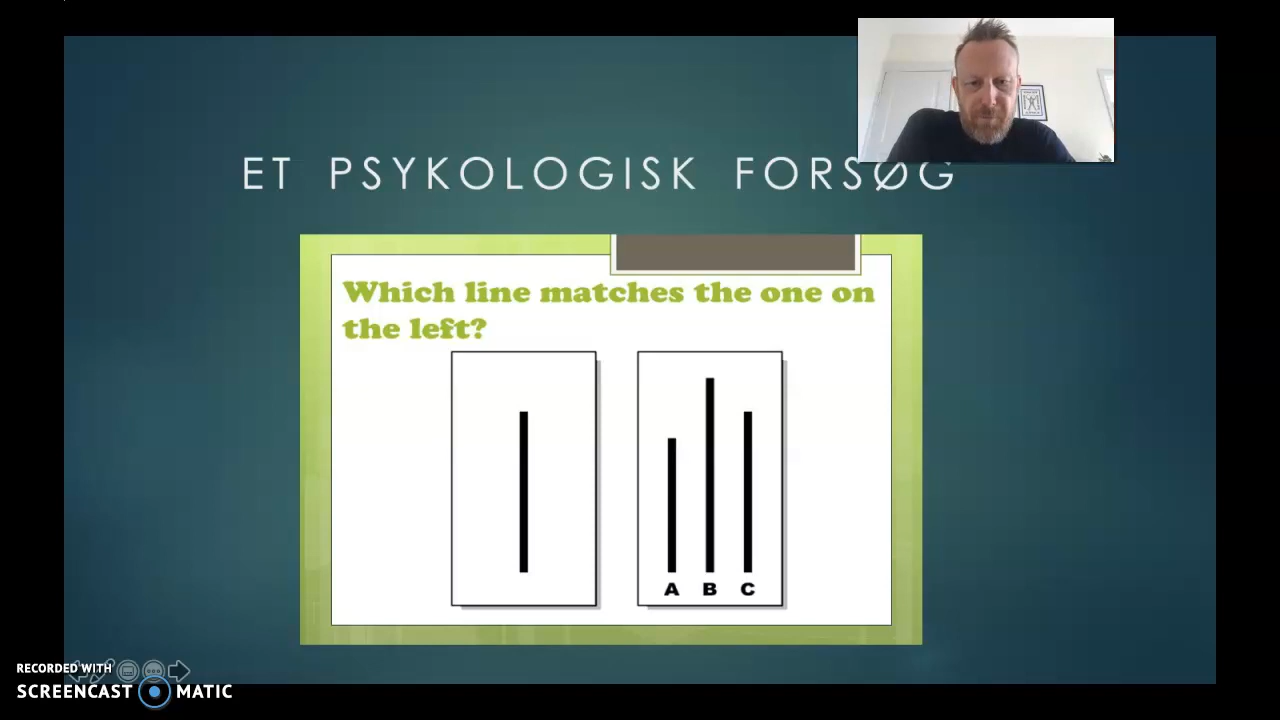 ET PSYKOLOGISK FORSØG
Which line matches the one on
the left?
A B C
RECORDED WITH
SCREENCAST MATIC